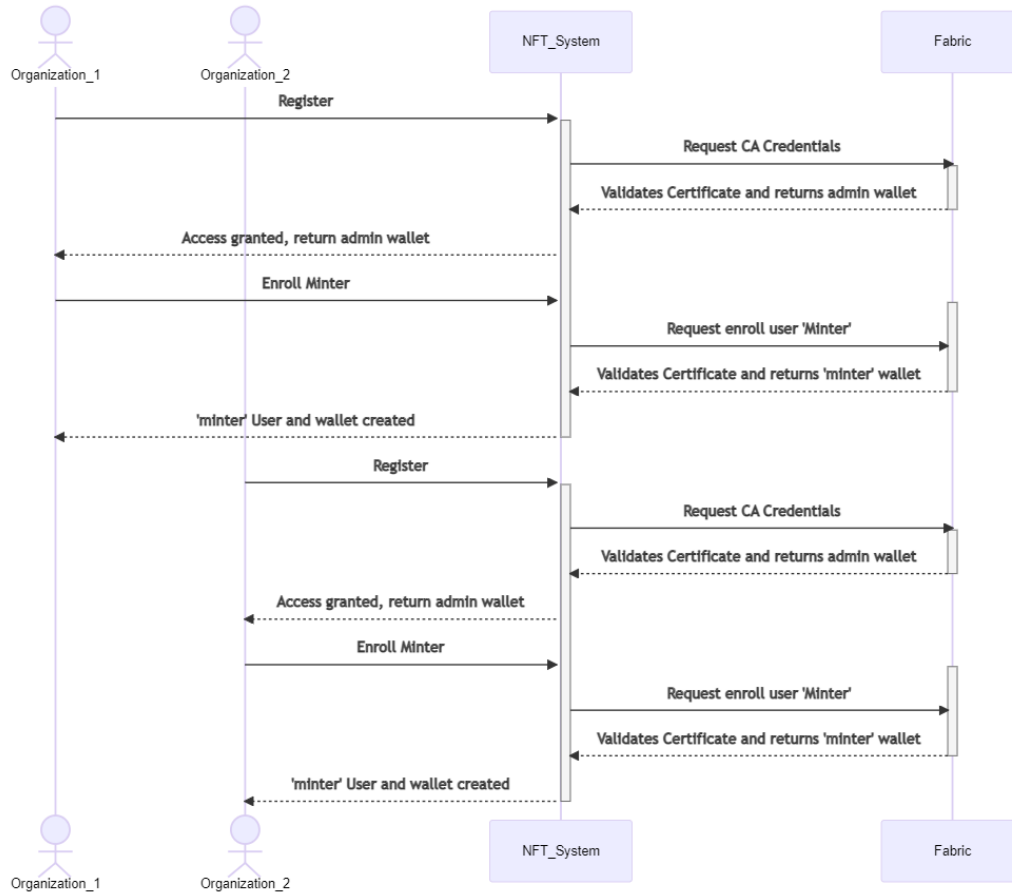 Organization_1
Organization_2
NFT_System
Fabric
Register
Request CA Credentials
Validates Certificate and returns admin wallet
Access granted, return admin wallet
Enroll Minter
Request enroll user 'Minter'
Validates Certificate and returns 'minter' wallet
'minter' User and wallet created
Register
Request CA Credentials
Validates Certificate and returns admin wallet
Access granted, return admin wallet
Enroll Minter
Request enroll user 'Minter'
Validates Certificate and returns 'minter' wallet
'minter' User and wallet created
Organization_1
Organization_2
NFT_System
Fabric